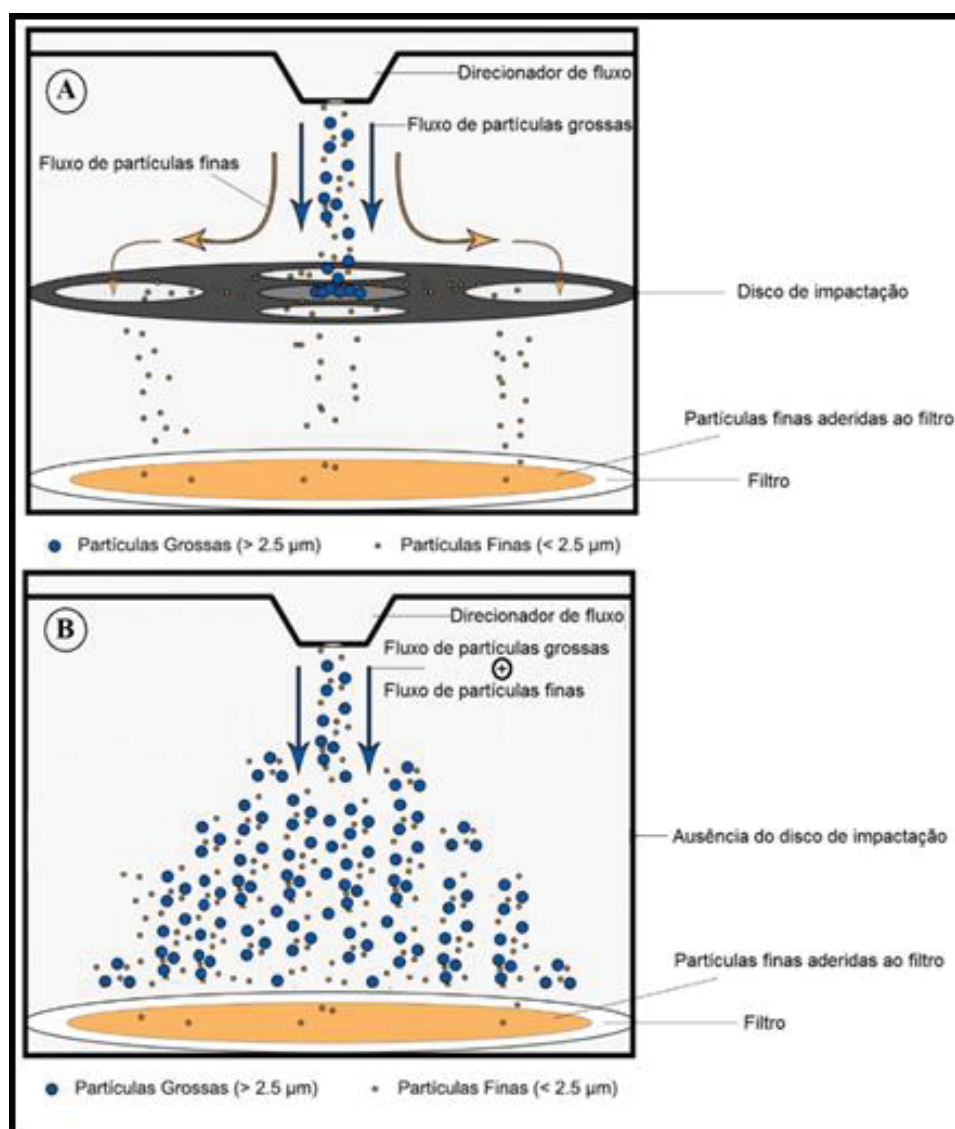 A
Direcionador de fluxo
Fluxo de partículas grossas
Fluxo de partículas finas
Disco de impactação
Partículas finas aderidas ao filtro
Filtro
Partículas Grossas (> 2.5 µm)
Partículas Finas (< 2.5 µm)
B
Direcionador de fluxo
Fluxo de partículas grossas
+
Fluxo de partículas finas
Ausência do disco de impactação
Partículas finas aderidas ao filtro
Filtro
Partículas Grossas (> 2.5 µm)
Partículas Finas (< 2.5 µm)